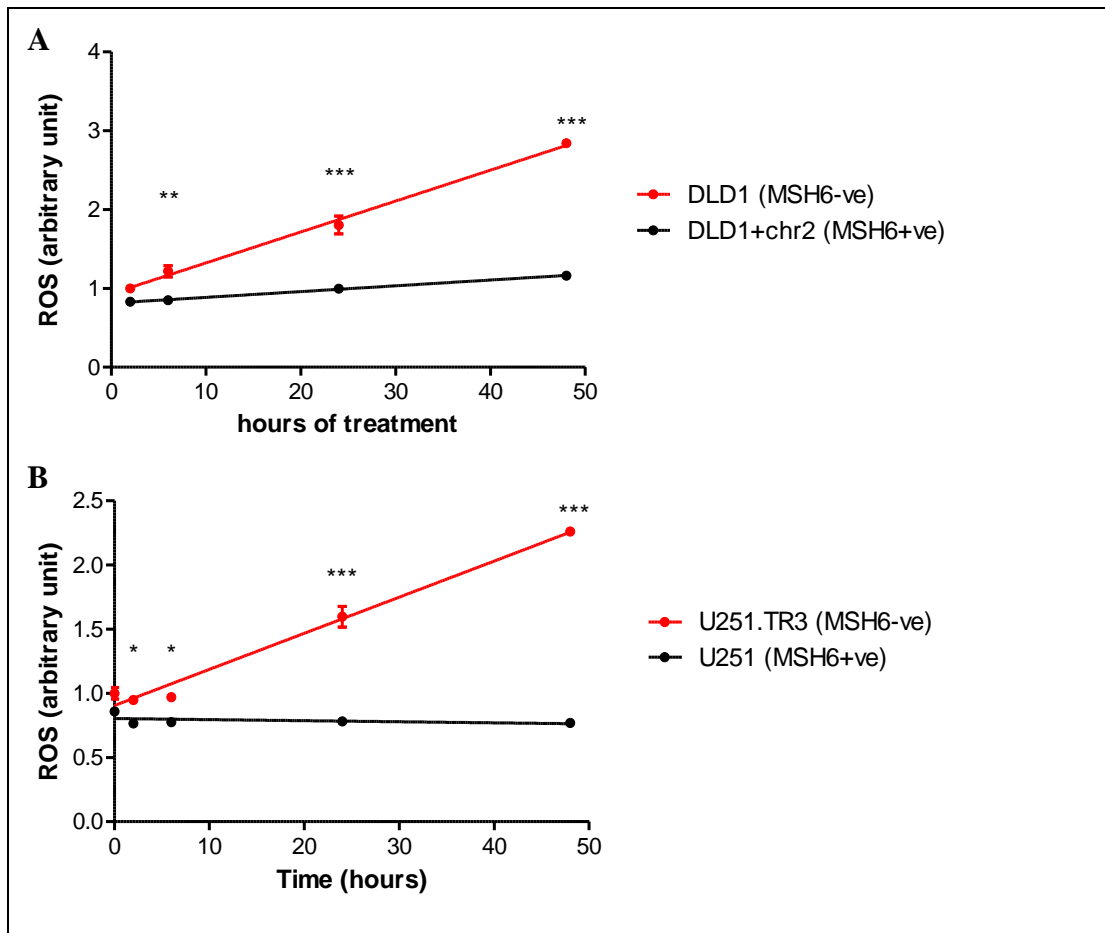 A
4
3
2
1
0
ROS (arbitrary unit)
**
***
***
0 10 20 30 40 50
hours of treatment
DLD1 (MSH6-ve)
DLD1+chr2 (MSH6+ve)
B
2.5
2.0
1.5
1.0
0.5
0.0
ROS (arbitrary unit)
*
*
***
***
0 10 20 30 40 50
Time (hours)
U251.TR3 (MSH6-ve)
U251 (MSH6+ve)